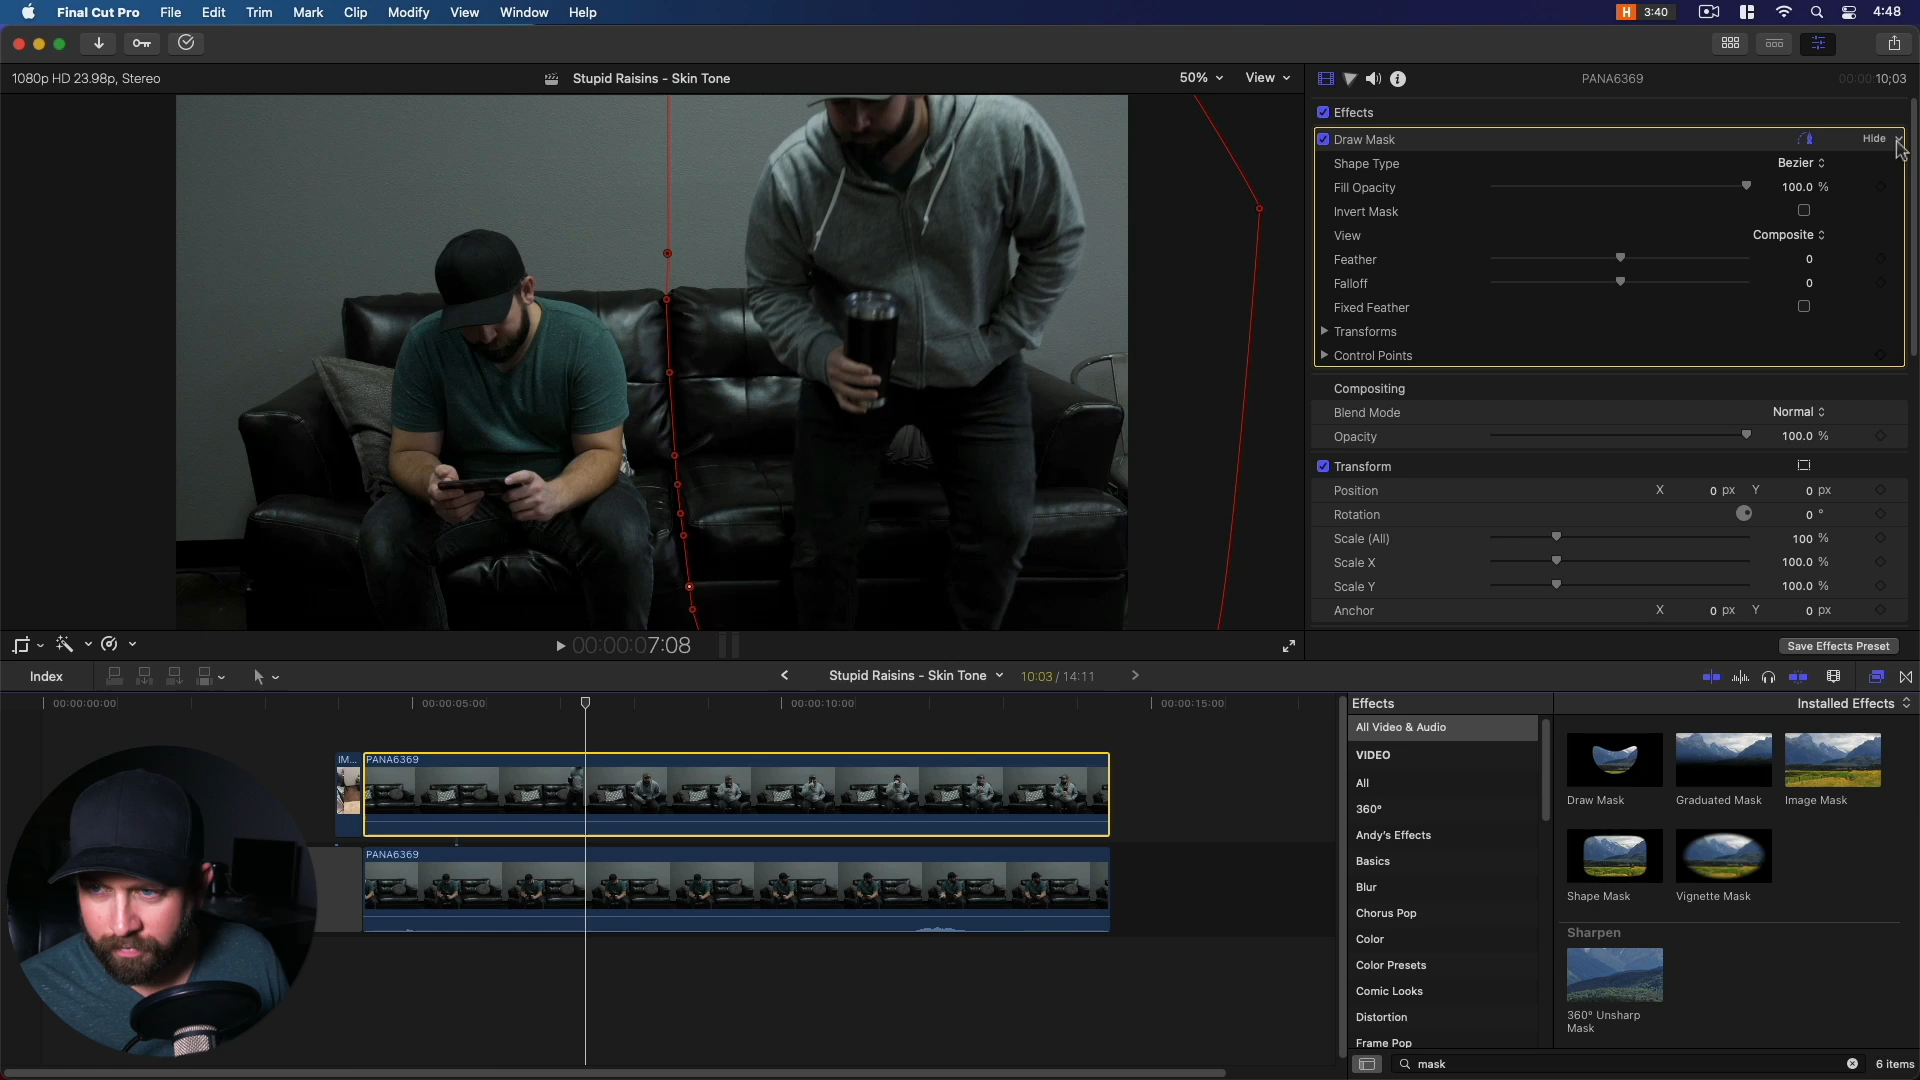 Final Cut Pro File Edit Trim Mark Clip Modify View Window Help
H 3:40 4:48
1080p HD 23.98p, Stereo
Stupid Raisins - Skin Tone
50% View
PANA6369
00:00:10;03
Effects
Draw Mask Hide
Shape Type Bezier
Fill Opacity 100.0 %
Invert Mask
View Composite
Feather 0
Falloff 0
Fixed Feather
Transforms
Control Points
Compositing
Blend Mode Normal
Opacity 100.0 %
Transform
Position X 0 px Y 0 px
Rotation 0 °
Scale (All) 100 %
Scale X 100.0 %
Scale Y 100.0 %
Anchor X 0 px Y 0 px
00:00:07:08
Save Effects Preset
Index
Stupid Raisins - Skin Tone 10:03 / 14:11
00:00:00:00 00:00:05:00 00:00:10:00 00:00:15:00
IM... PANA6369
PANA6369
Effects
Installed Effects
All Video & Audio
VIDEO
All
360°
Andy's Effects
Basics
Blur
Chorus Pop
Color
Color Presets
Comic Looks
Distortion
Frame Pop
Draw Mask Graduated Mask Image Mask
Shape Mask Vignette Mask
Sharpen
360° Unsharp
Mask
mask
6 items